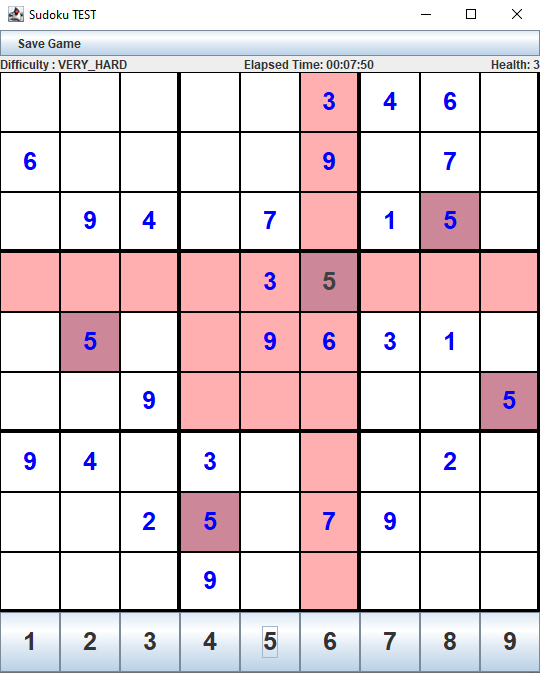 Sudoku TEST
Save Game
Difficulty : VERY_HARD Elapsed Time: 00:07:50 Health: 3
3 4 6
6 9 7
9 4 7 1 5
3 5
5 9 6 3 1
9 5
9 4 3 2
2 5 7 9
9
1 2 3 4 5 6 7 8 9